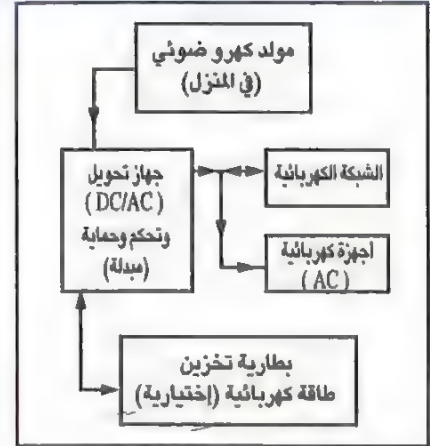 مولد كهرو ضوئي
(في المنزل)
جهاز تحويل
(DC/AC)
وتحكم وحماية
(مبدلة)
الشبكة الكهربائية
أجهزة كهربائية
(AC)
بطارية تخزين
طاقة كهربائية (إختيارية)